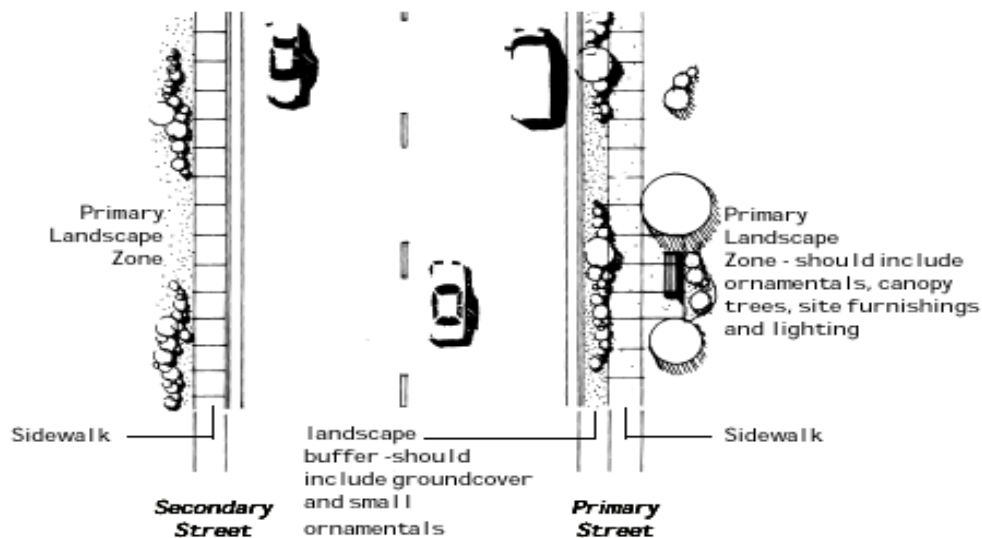 Primary
Landscape
Zone
Primary
Landscape
Zone - should include
ornamentals, canopy
trees, site furnishings
and lighting
Sidewalk
landscape
buffer -should
include groundcover
and small
ornamentals
Sidewalk
Secondary
Street
Primary
Street